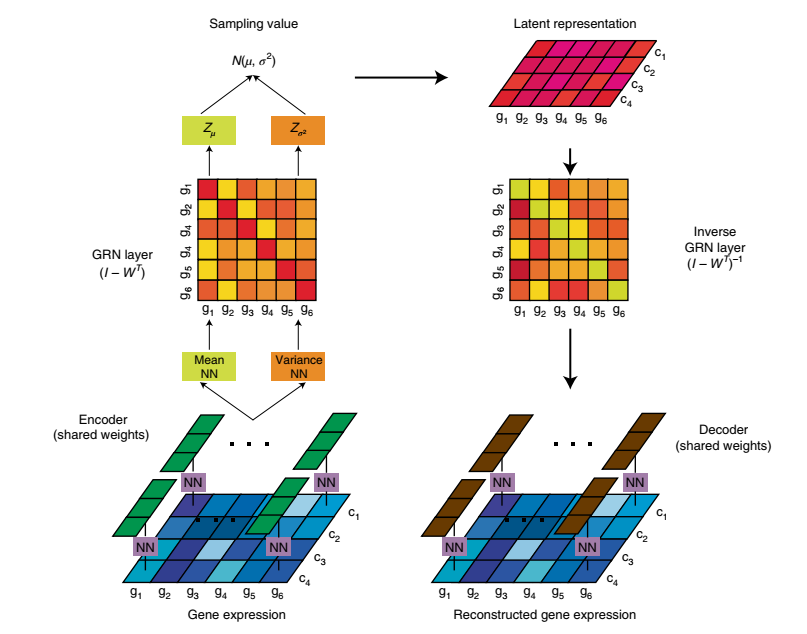 Sampling value
N(μ, σ²)
Latent representation
c₁
c₂
c₃
c₄
g₁ g₂ g₃ g₄ g₅ g₆
Zμ
Zσ²
g₁
g₂
g₄
g₄
g₅
g₆
g₁ g₂ g₃ g₄ g₅ g₆
GRN layer
(I – Wᵀ)
g₁
g₂
g₃
g₄
g₅
g₆
g₁ g₂ g₃ g₄ g₅ g₆
Inverse
GRN layer
(I – Wᵀ)⁻¹
Mean
NN
Variance
NN
Encoder
(shared weights)
. . .
NN
NN
. . .
NN
NN
c₁
c₂
c₃
c₄
g₁ g₂ g₃ g₄ g₅ g₆
Gene expression
Decoder
(shared weights)
. . .
NN
NN
. . .
NN
NN
c₁
c₂
c₃
c₄
g₁ g₂ g₃ g₄ g₅ g₆
Reconstructed gene expression